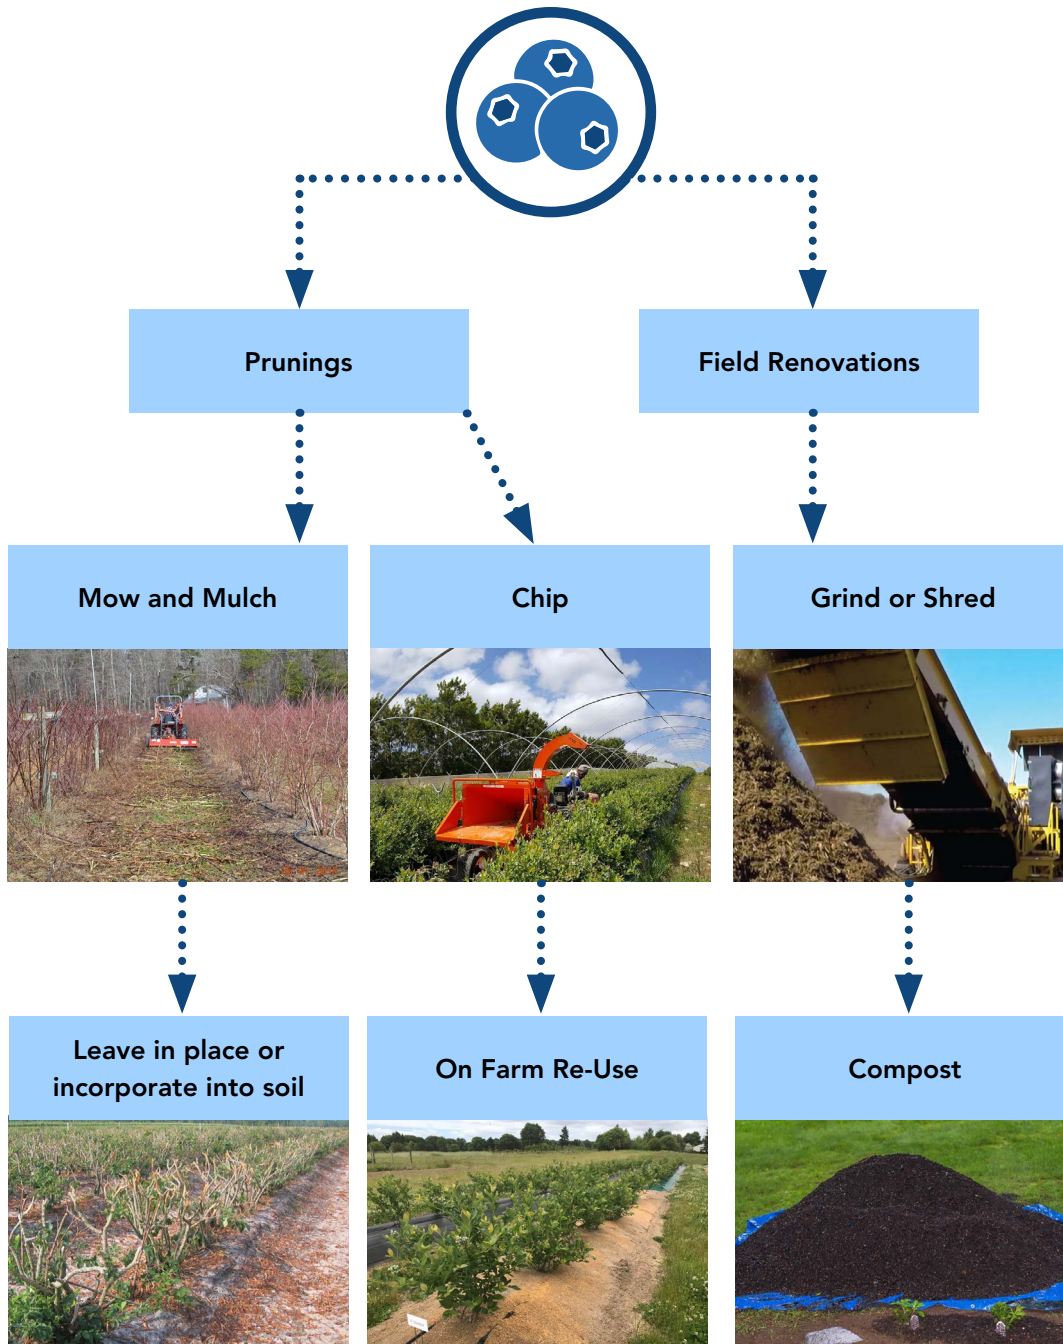 Prunings
Field Renovations
Mow and Mulch
Chip
Grind or Shred
Leave in place or
incorporate into soil
On Farm Re-Use
Compost